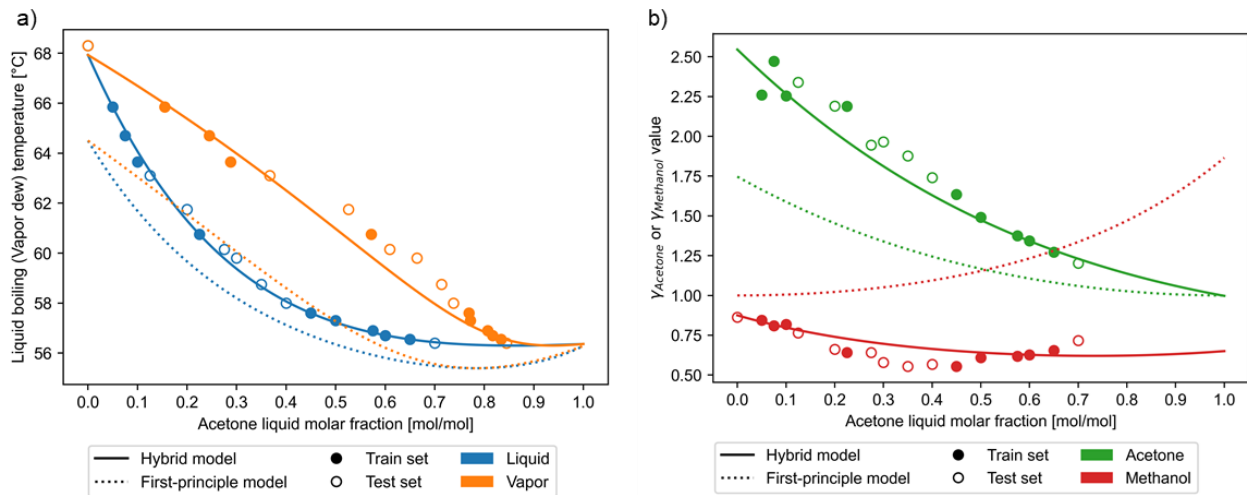 a)
Liquid boiling (Vapor dew) temperature [°C]
68
66
64
62
60
58
56
0.0 0.1 0.2 0.3 0.4 0.5 0.6 0.7 0.8 0.9 1.0
Acetone liquid molar fraction [mol/mol]
Hybrid model
First-principle model
Train set
Test set
Liquid
Vapor
b)
γAcetone or γMethanol value
2.50
2.25
2.00
1.75
1.50
1.25
1.00
0.75
0.50
0.0 0.1 0.2 0.3 0.4 0.5 0.6 0.7 0.8 0.9 1.0
Acetone liquid molar fraction [mol/mol]
Hybrid model
First-principle model
Train set
Test set
Acetone
Methanol